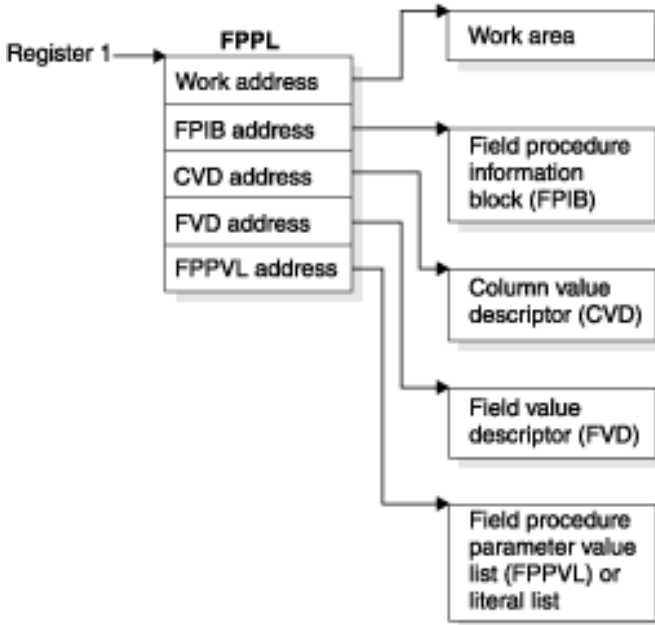 FPPL
Register 1
Work address
FPIB address
CVD address
FVD address
FPPVL address
Work area
Field procedure
information
block (FPIB)
Column value
descriptor (CVD)
Field value
descriptor (FVD)
Field procedure
parameter value
list (FPPVL) or
literal list